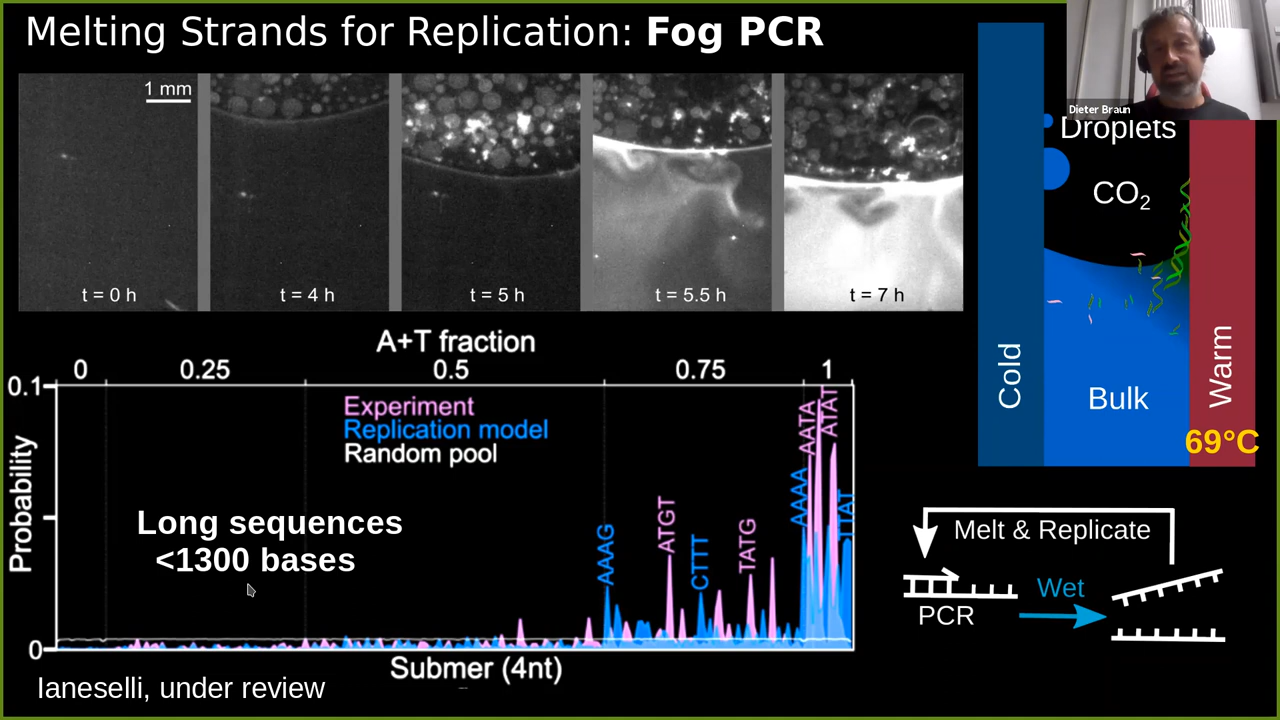 Melting Strands for Replication: Fog PCR
1 mm
t = 0 h
t = 4 h
t = 5 h
t = 5.5 h
t = 7 h
Dieter Braun
Droplets
CO₂
Cold
Bulk
Warm
69°C
A+T fraction
0 0.25 0.5 0.75 1
0.1
0
Probability
Experiment
Replication model
Random pool
Long sequences
<1300 bases
AAAG
ATGT
CTTT
TATG
AAAA
AATA
ATAT
TTAT
Submer (4nt)
Melt & Replicate
PCR
Wet
Ianeselli, under review